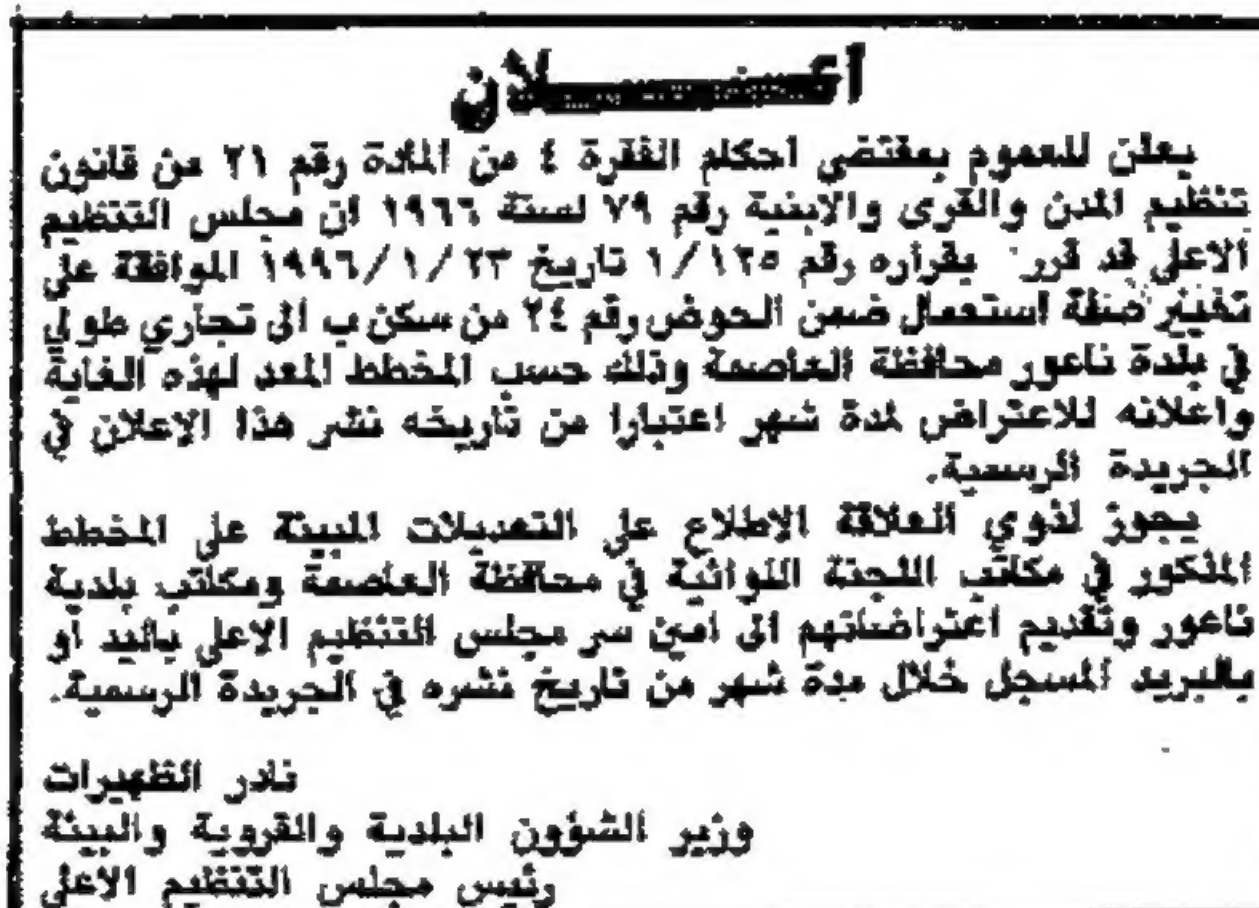 اعـــــلان
يعلن للعموم بمقتضى احكام الفقرة ٤ من المادة رقم ٢١ من قانون
تنظيم المدن والقرى والابنية رقم ٧٩ لسنة ١٩٦٦ ان مجلس التنظيم
الاعلى قد قرر بقراره رقم ١/١٢٥ تاريخ ١٩٩٦/١/٢٣ الموافقة على
تغيير صفة استعمال ضمن الحوض رقم ٢٤ من سكن ب الى تجاري طولي
في بلدة ناعور محافظة العاصمة وذلك حسب المخطط المعد لهذه الغاية
واعلانه للاعتراض لمدة شهر اعتبارا من تاريخه نشر هذا الاعلان في
الجريدة الرسمية.
يجوز لذوي العلاقة الاطلاع على التعديلات المبينة على المخطط
المذكور في مكاتب اللجنة اللوائية في محافظة العاصمة ومكاتب بلدية
ناعور وتقديم اعتراضاتهم الى امين سر مجلس التنظيم الاعلى باليد أو
بالبريد المسجل خلال مدة شهر من تاريخ نشره في الجريدة الرسمية.
نادر الظهيرات
وزير الشؤون البلدية والقروية والبيئة
رئيس مجلس التنظيم الاعلى